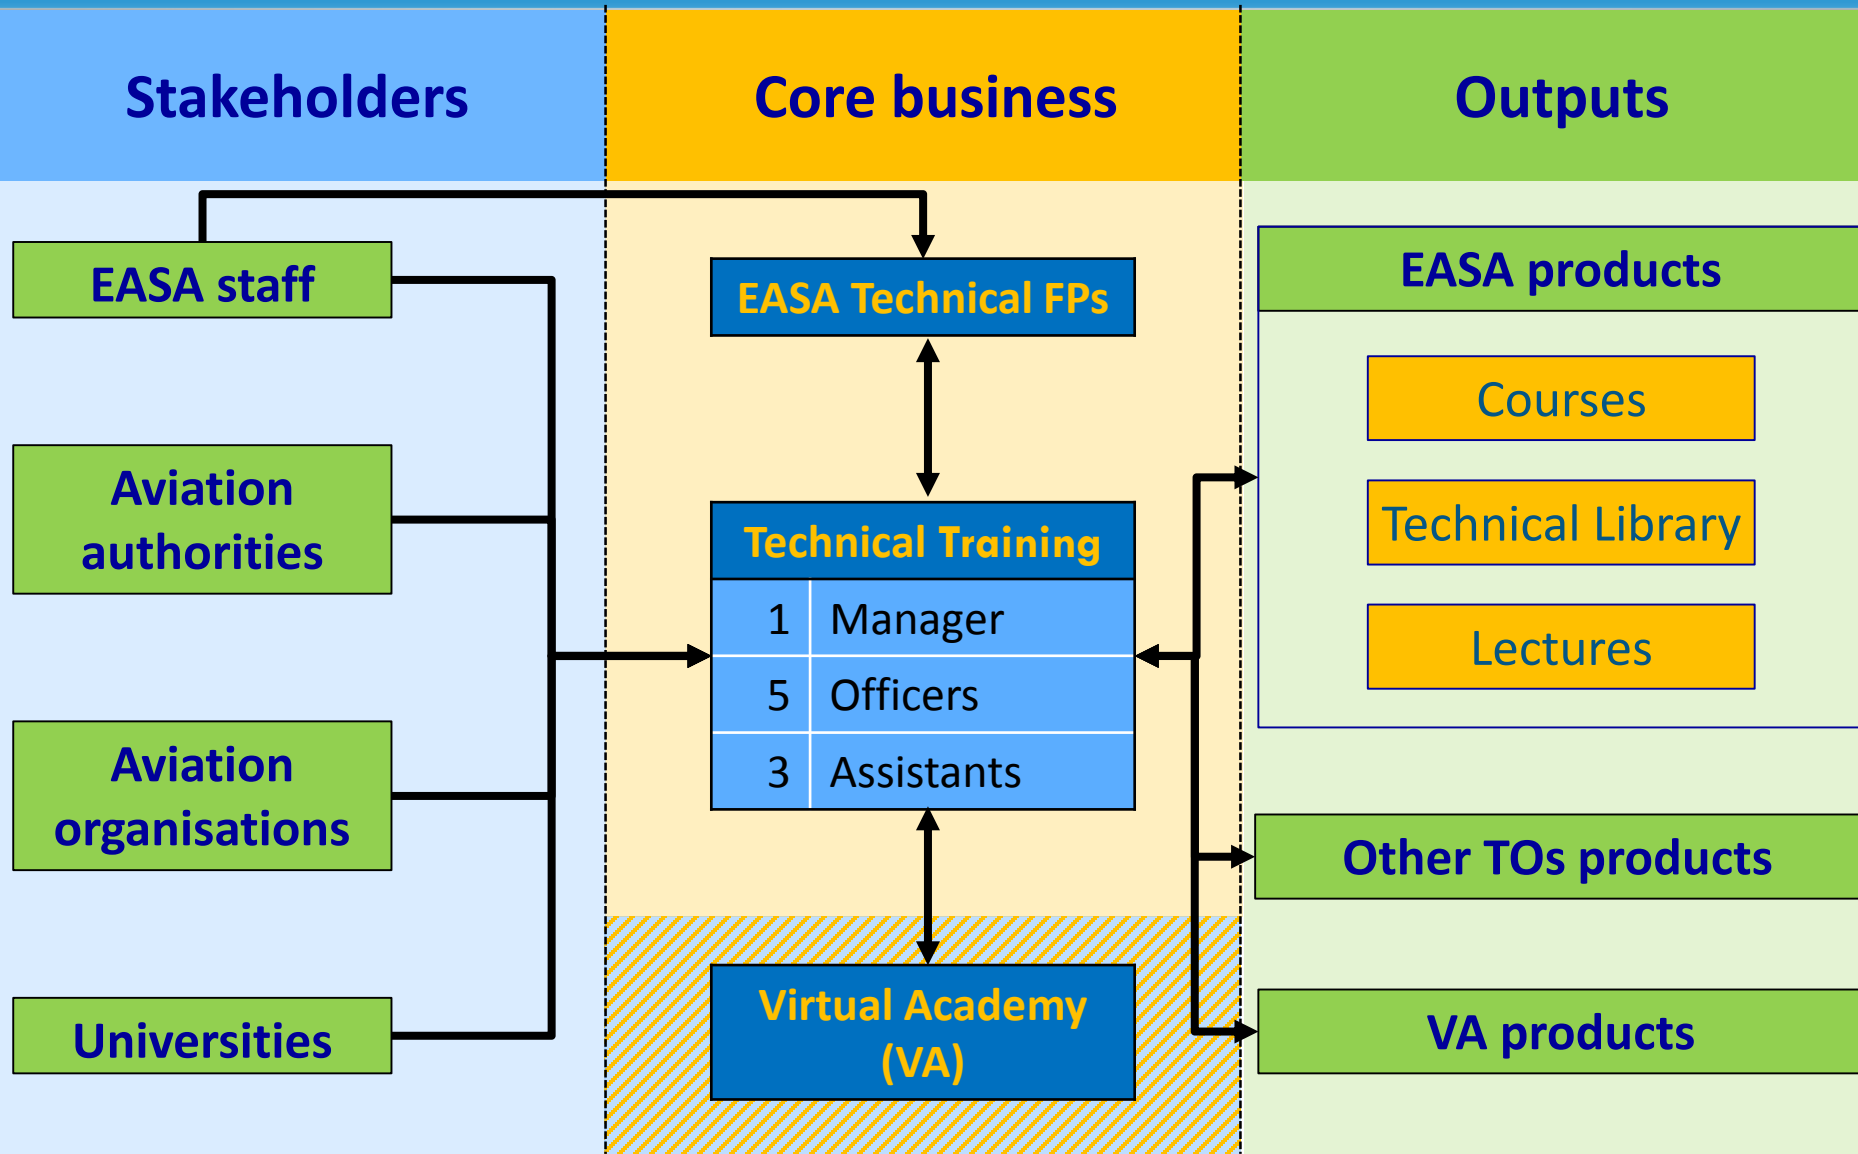 Stakeholders
Core business
Outputs
EASA staff
Aviation
authorities
Aviation
organisations
Universities
EASA Technical FPs
Technical Training
1 Manager
5 Officers
3 Assistants
Virtual Academy
(VA)
EASA products
Courses
Technical Library
Lectures
Other TOs products
VA products